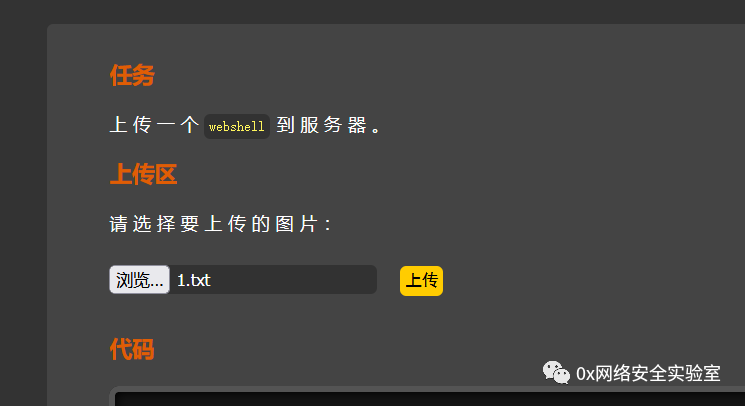 任务
上传一个 webshell 到服务器。
上传区
请选择要上传的图片：
浏览... 1.txt 上传
代码
0x网络安全实验室